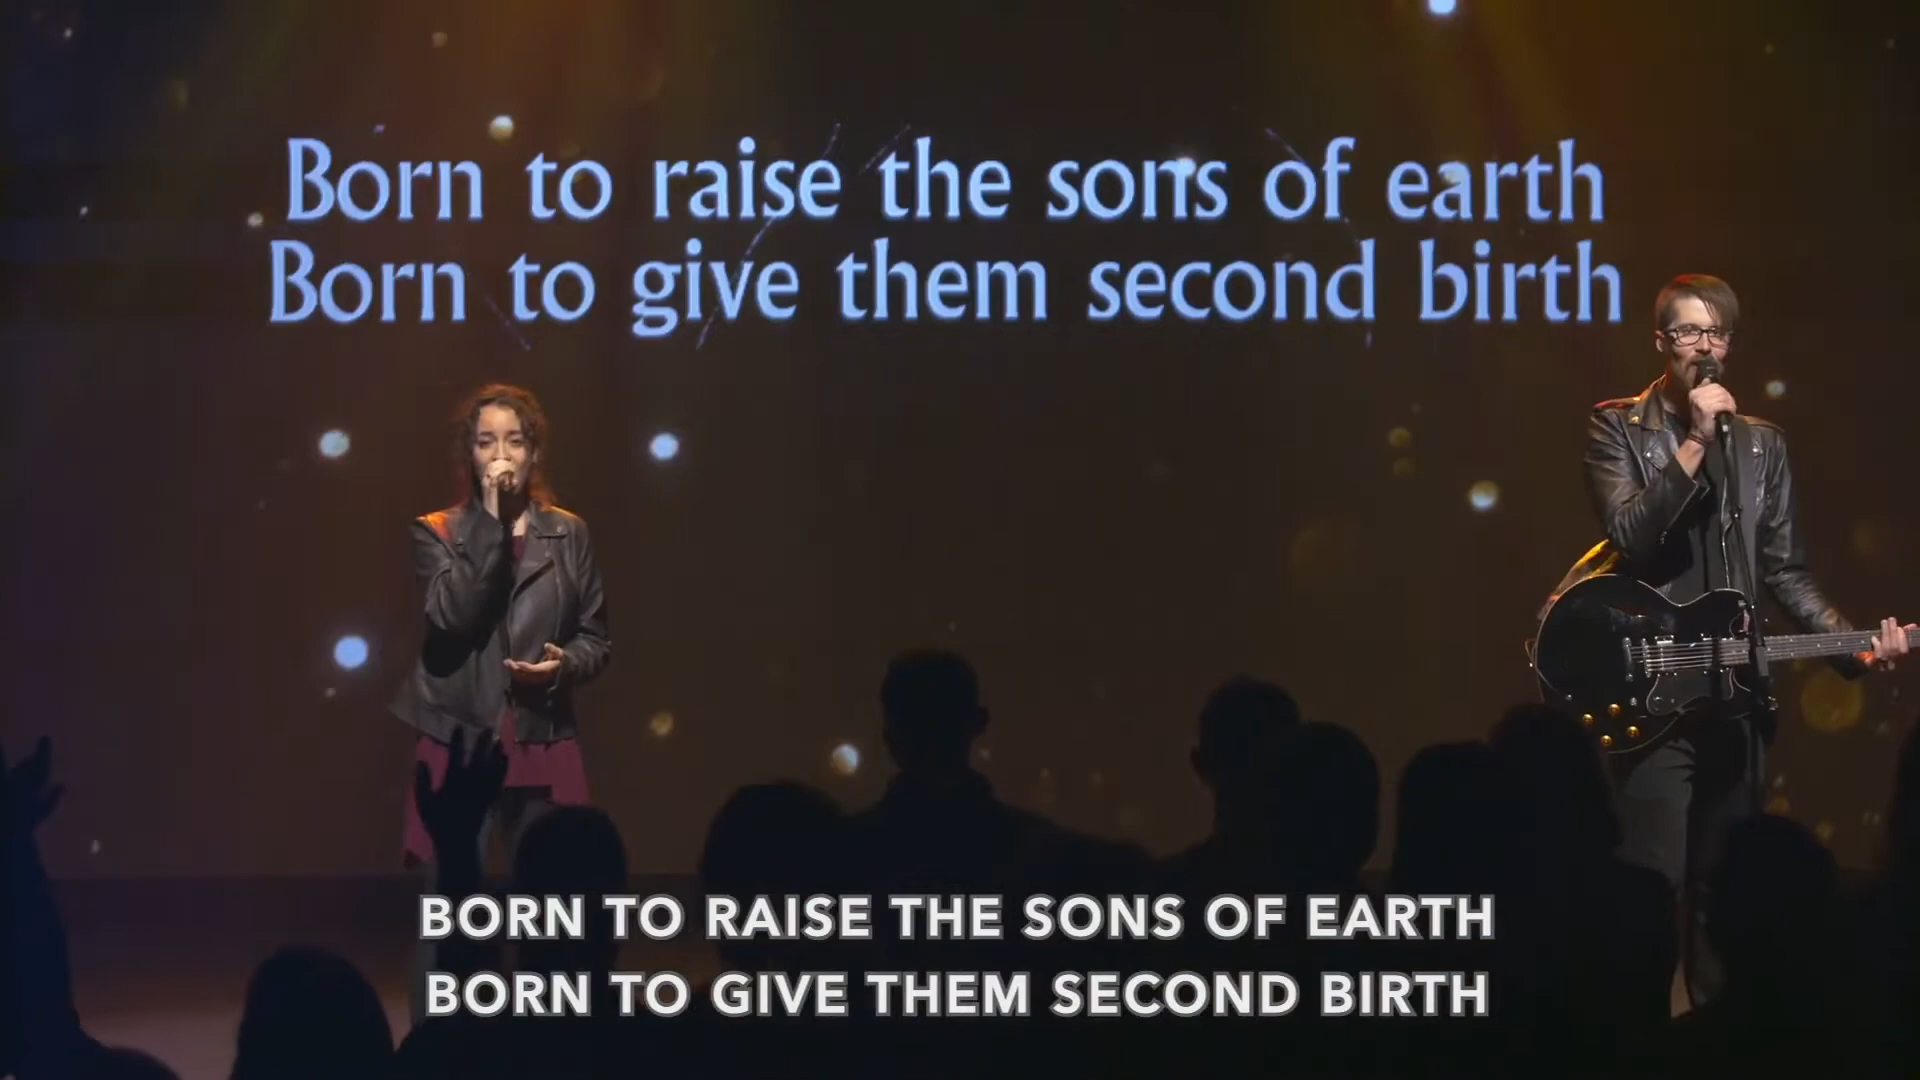 Born to raise the sons of earth
Born to give them second birth
BORN TO RAISE THE SONS OF EARTH
BORN TO GIVE THEM SECOND BIRTH